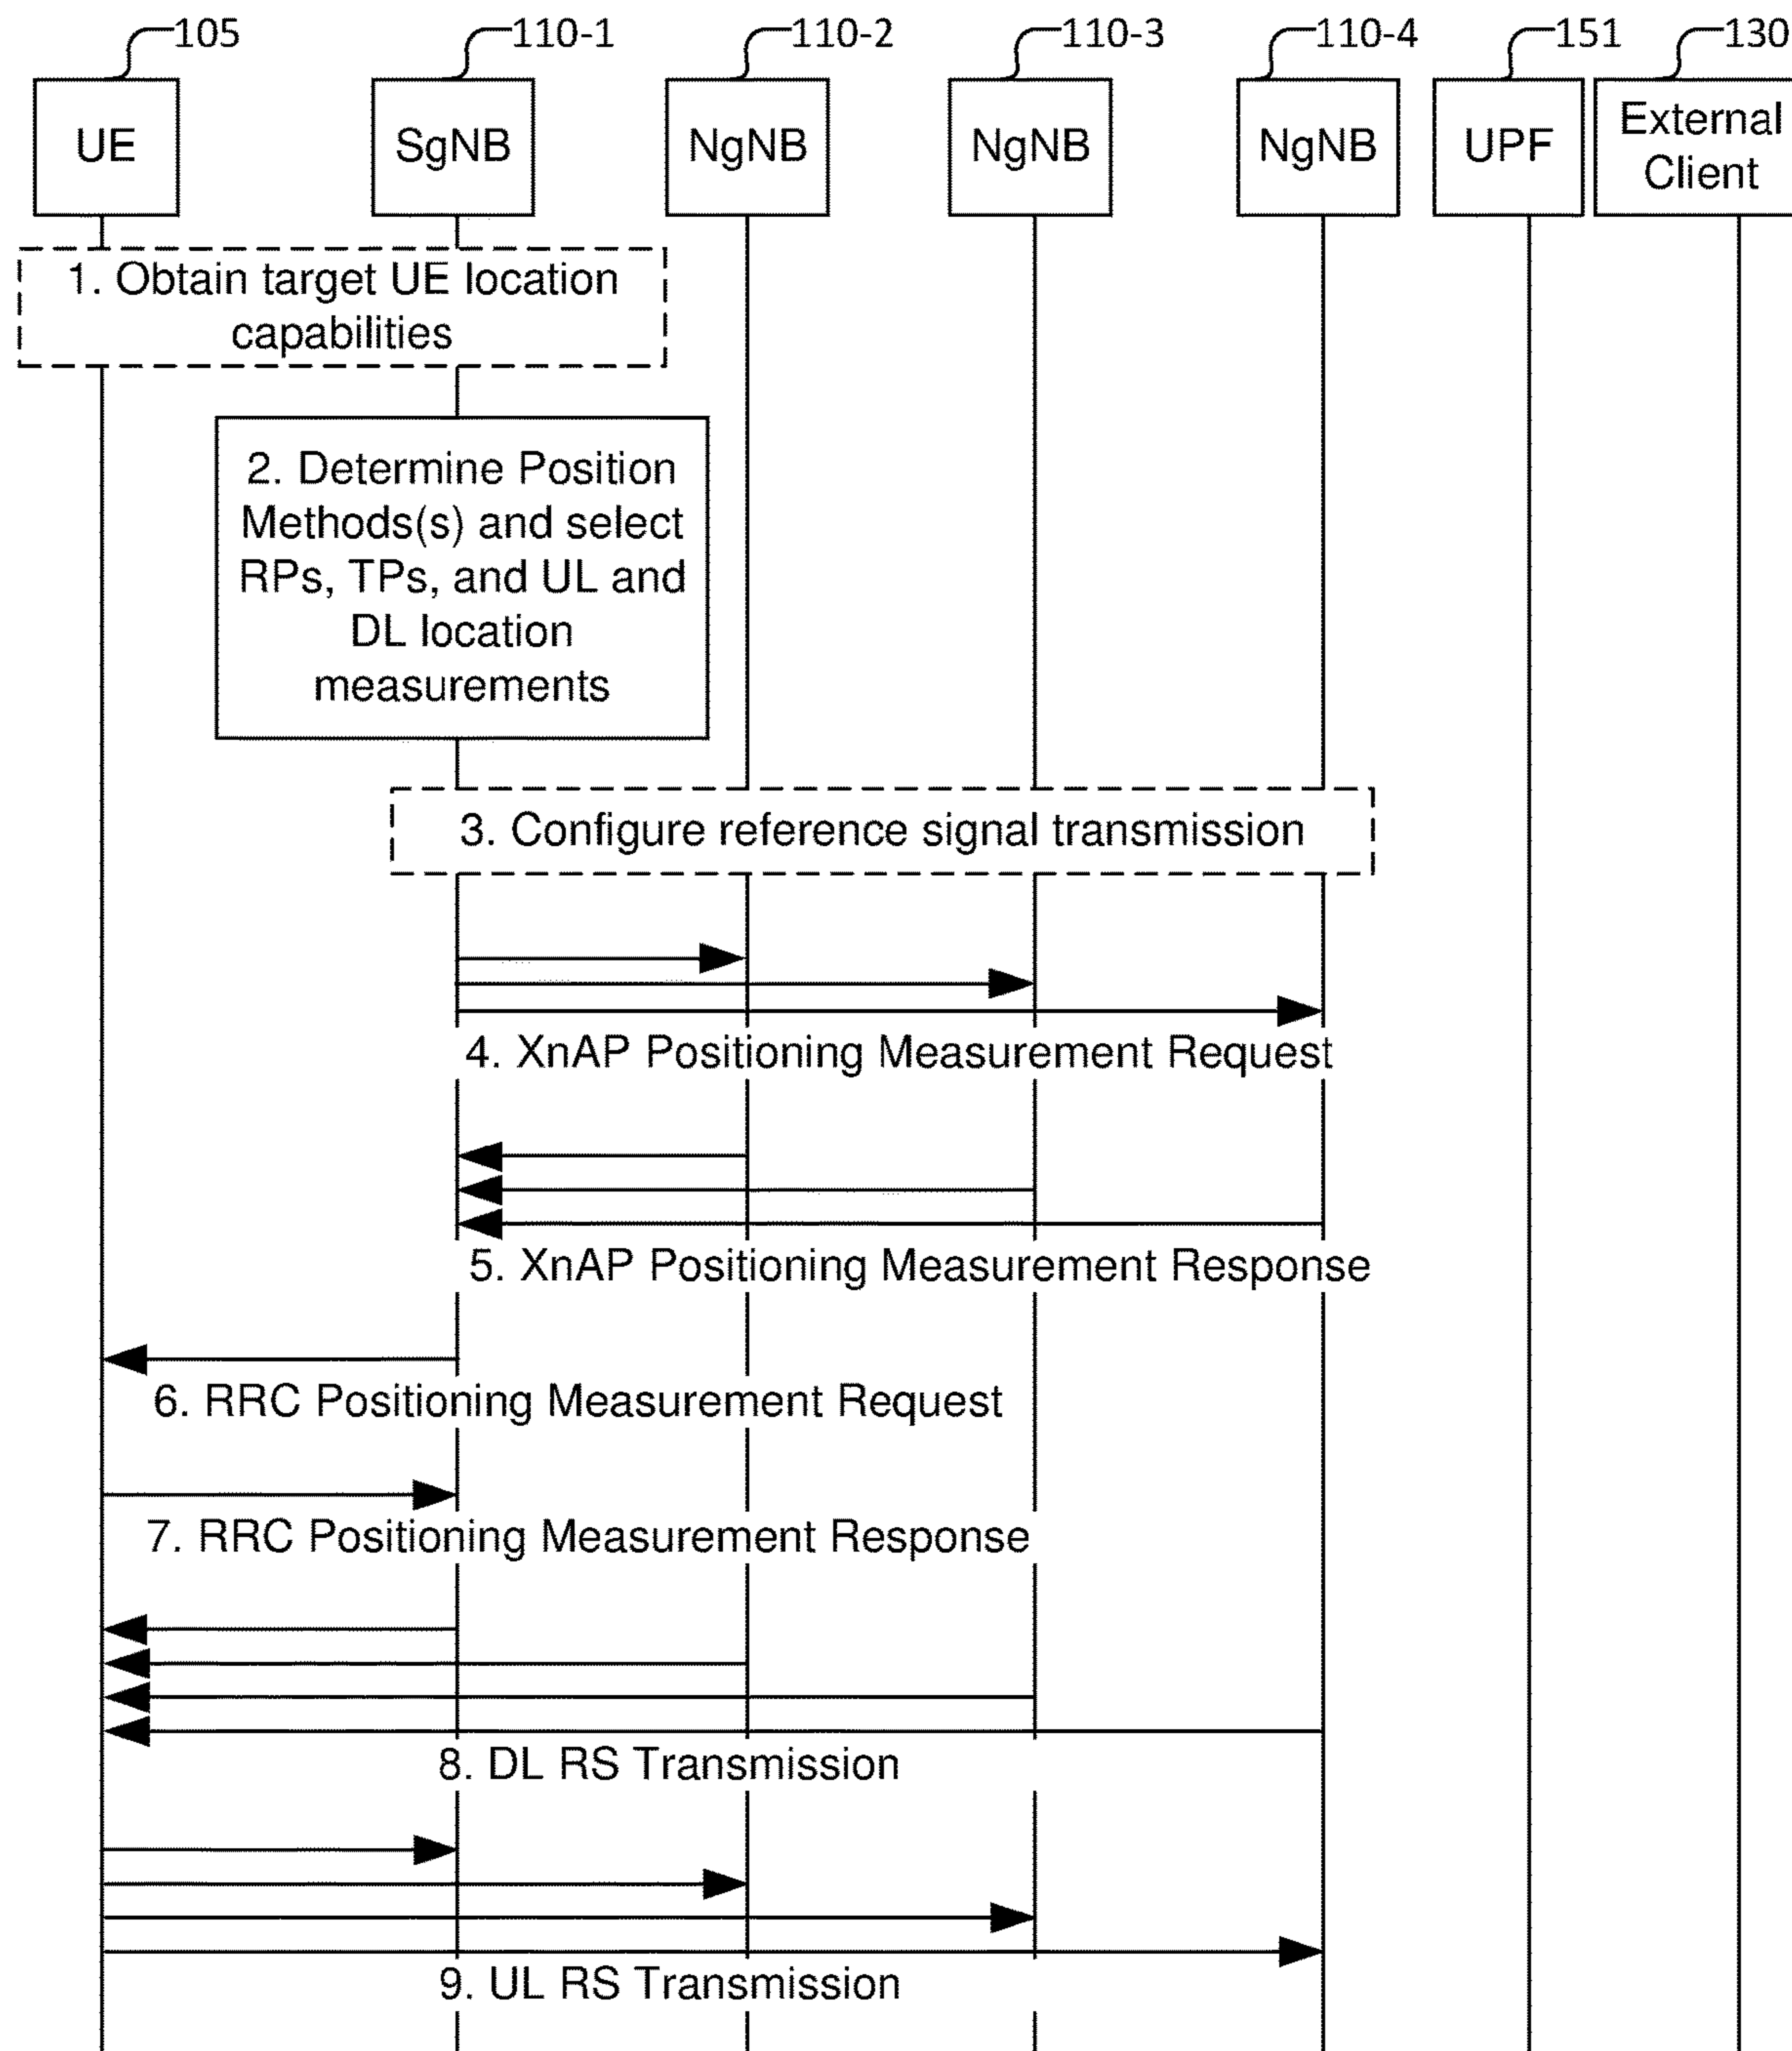 105
110-1
110-2
110-3
110-4
151
130
UE
SgNB
NgNB
NgNB
NgNB
UPF
External
Client
1. Obtain target UE location
capabilities
2. Determine Position
Methods(s) and select
RPs, TPs, and UL and
DL location
measurements
3. Configure reference signal transmission
4. XnAP Positioning Measurement Request
5. XnAP Positioning Measurement Response
6. RRC Positioning Measurement Request
7. RRC Positioning Measurement Response
8. DL RS Transmission
9. UL RS Transmission